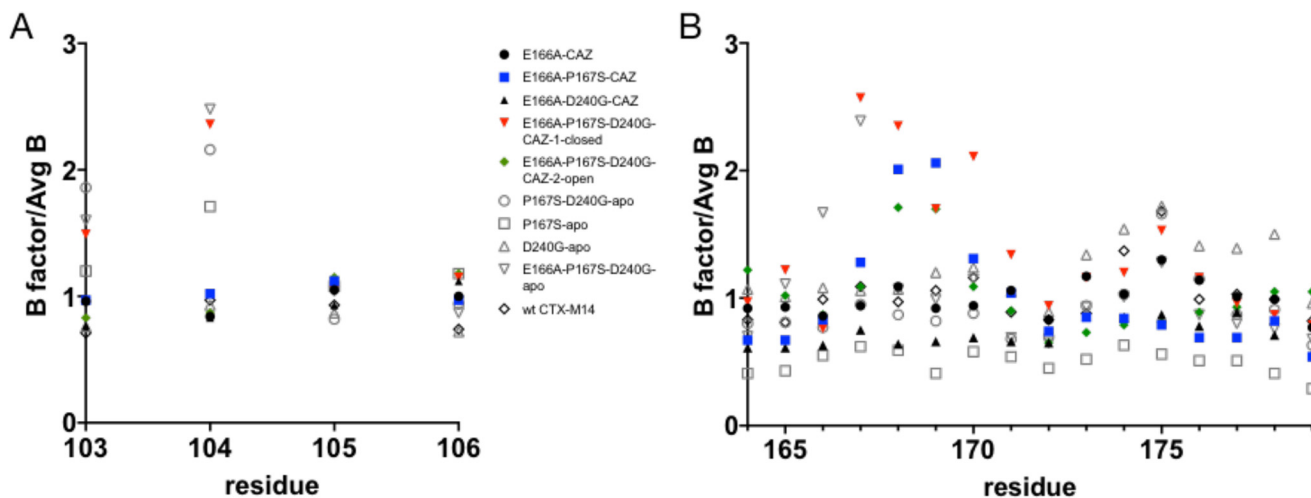 A
3
2
1
0
B factor/Avg B
103 104 105 106
residue
E166A-CAZ
E166A-P167S-CAZ
E166A-D240G-CAZ
E166A-P167S-D240G-
CAZ-1-closed
E166A-P167S-D240G-
CAZ-2-open
P167S-D240G-apo
P167S-apo
D240G-apo
E166A-P167S-D240G-
apo
wt CTX-M14
B
3
2
1
0
B factor/Avg B
165 170 175
residue